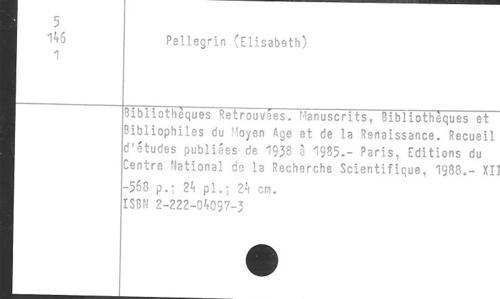 5
146
1
Pellegrin (Elisabeth)
Bibliothèques Retrouvées. Manuscrits, Bibliothèques et
Bibliophiles du Moyen Age et de la Renaissance. Recueil
d'études publiées de 1938 à 1985.- Paris, Editions du
Centre National de la Recherche Scientifique, 1988.- XII
-568 p.; 24 pl.; 24 cm.
ISBN 2-222-04097-3